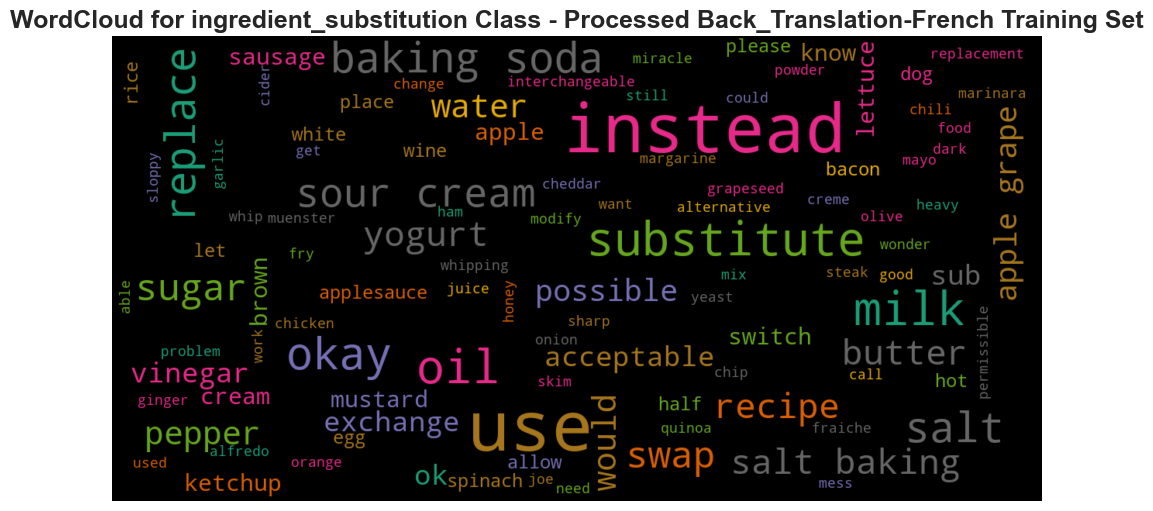 WordCloud for ingredient_substitution Class - Processed Back_Translation-French Training Set
rice
sausage
baking soda
miracle
please
know
lettuce
replacement
cider
replace
change
interchangeable
powder
dog
place
water
still
could
marinara
chili
white
apple
instead
food
get
wine
margarine
dark
mayo
garlic
sloppy
bacon
apple grape
sour cream
cheddar
grapeseed
creme
heavy
whip
muenster
ham
modify
want
alternative
olive
let
fry
yogurt
substitute
wonder
whipping
mix
steak
good
sub
able
sugar
brown
applesauce
juice
honey
possible
yeast
milk
chicken
sharp
permissible
work
problem
okay
oil
onion
acceptable
switch
butter
vinegar
skim
chip
call
hot
ginger
cream
mustard
use
would
half
recipe
pepper
exchange
quinoa
fraiche
salt
alfredo
egg
used
orange
allow
swap
salt baking
ketchup
ok
spinach
joe
need
mess